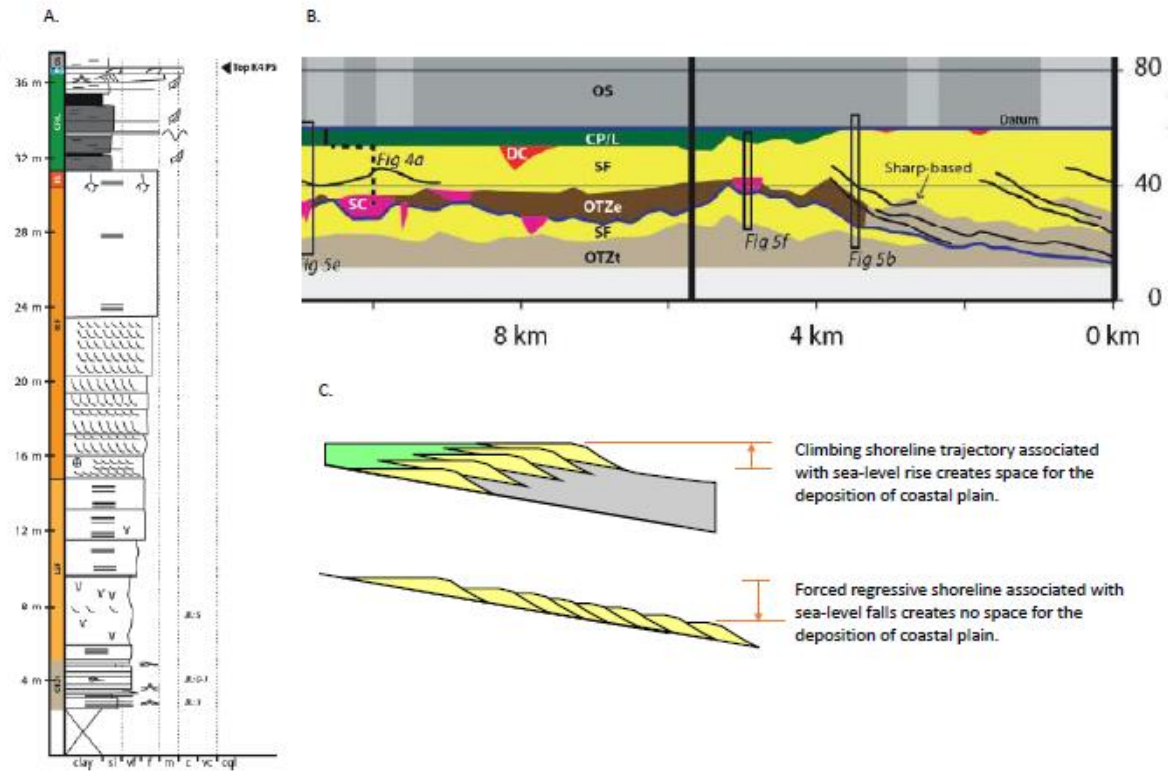 A.
Top K4 PS
36 m
32 m
28 m
24 m
20 m
16 m
12 m
8 m
4 m
clay
sl
vf
f
m
c
vc
cgl
B.
OS
Datum
CP/L
DC
Fig 4a
SF
Sharp-based
SC
OTZe
SF
OTZt
Fig 5f
Fig 5b
Fig 5e
80
40
0
8 km
4 km
0 km
C.
Climbing shoreline trajectory associated
with sea-level rise creates space for the
deposition of coastal plain.
Forced regressive shoreline associated with
sea-level falls creates no space for the
deposition of coastal plain.